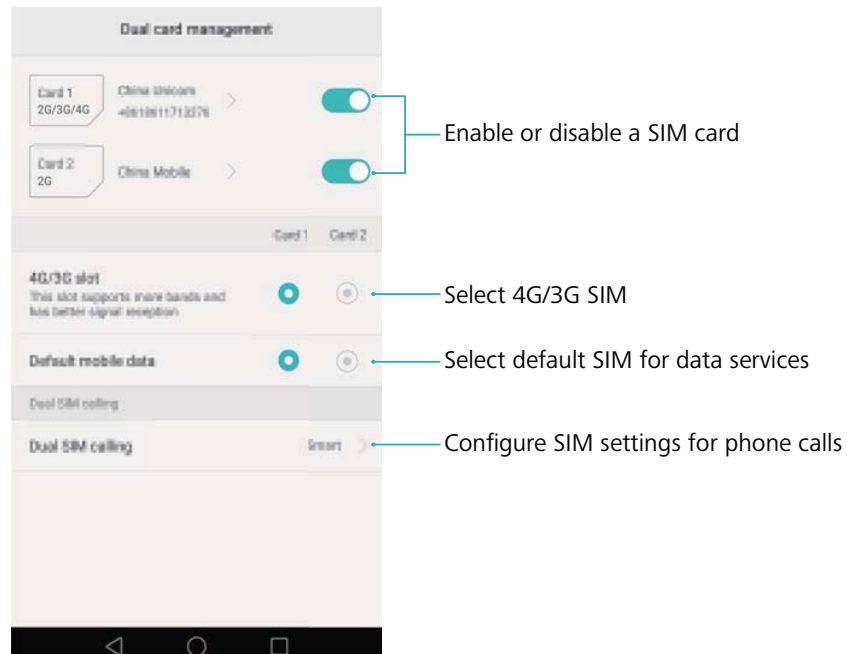 Dual card management
Card 1
2G/3G/4G
China Unicom
Card 2
2G
China Mobile
Enable or disable a SIM card
Card 1 Card 2
4G/3G slot
This slot supports more bands and
has better signal reception
Select 4G/3G SIM
Default mobile data
Select default SIM for data services
Dual SIM calling
Dual SIM calling
Smart
Configure SIM settings for phone calls